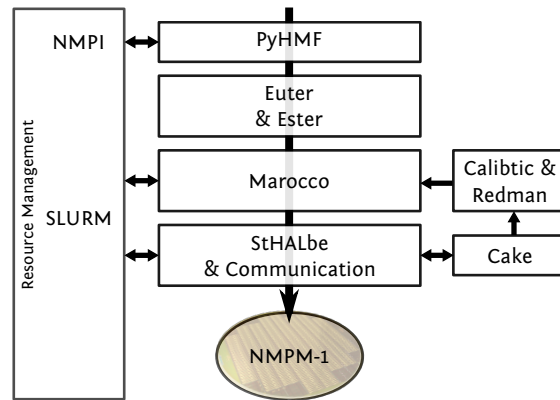 NMPI
PyHMF
Euter
& Ester
Resource Management
Marocco
Calibtic &
Redman
SLURM
StHALbe
& Communication
Cake
NMPM-1